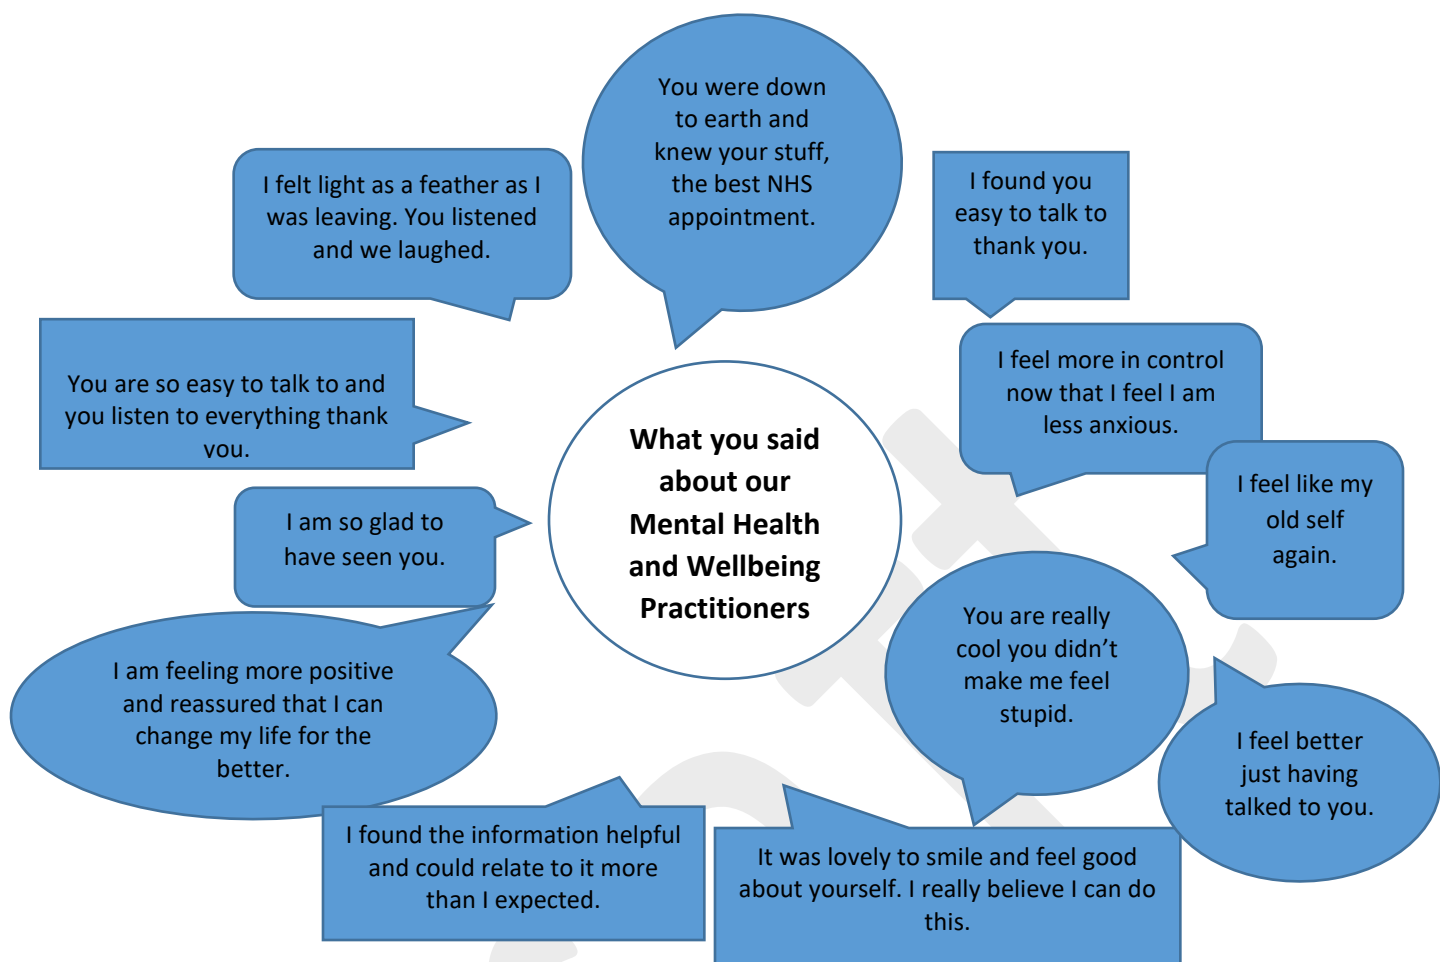 You were down
to earth and
knew your stuff,
the best NHS
appointment.
I felt light as a feather as I
was leaving. You listened
and we laughed.
I found you
easy to talk to
thank you.
You are so easy to talk to and
you listen to everything thank
you.
I feel more in control
now that I feel I am
less anxious.
What you said
about our
Mental Health
and Wellbeing
Practitioners
I feel like my
old self
again.
I am so glad to
have seen you.
You are really
cool you didn’t
make me feel
stupid.
I am feeling more positive
and reassured that I can
change my life for the
better.
I feel better
just having
talked to you.
I found the information helpful
and could relate to it more
than I expected.
It was lovely to smile and feel good
about yourself. I really believe I can do
this.